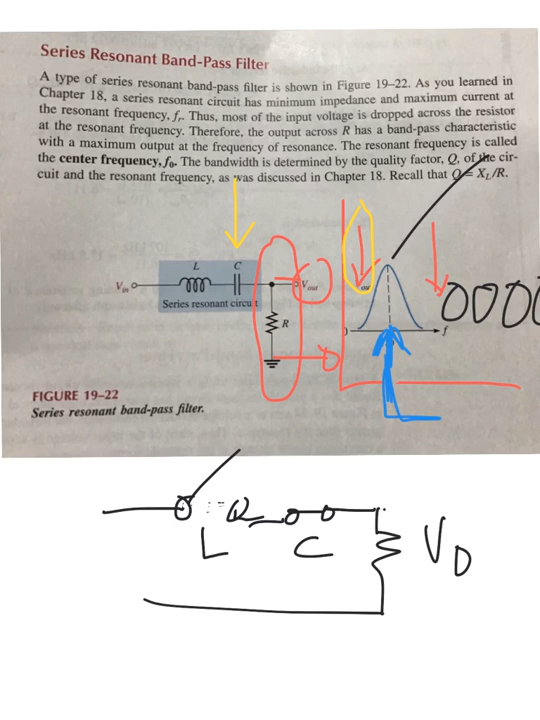 Series Resonant Band-Pass Filter
A type of series resonant band-pass filter is shown in Figure 19–22. As you learned in
Chapter 18, a series resonant circuit has minimum impedance and maximum current at
the resonant frequency, fr. Thus, most of the input voltage is dropped across the resistor
at the resonant frequency. Therefore, the output across R has a band-pass characteristic
with a maximum output at the frequency of resonance. The resonant frequency is called
the center frequency, f0. The bandwidth is determined by the quality factor, Q, of the cir-
cuit and the resonant frequency, as was discussed in Chapter 18. Recall that Q = XL/R.
L C
Vin Vout
Series resonant circuit
R
0 f
FIGURE 19–22
Series resonant band-pass filter.
L C